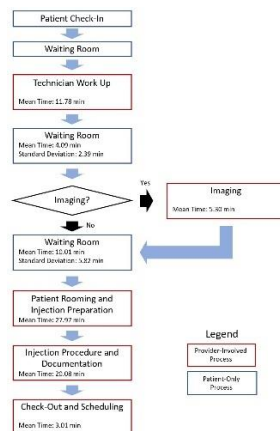 Patient Check-In
Waiting Room
Technician Work Up
Mean Time: 11.78 min
Waiting Room
Mean Time: 4.09 min
Standard Deviation: 2.39 min
Imaging?
Yes
Imaging
Mean Time: 5.30 min
No
Waiting Room
Mean Time: 10.01 min
Standard Deviation: 5.82 min
Patient Rooming and
Injection Preparation
Mean Time: 27.97 min
Injection Procedure and
Documentation
Mean Time: 20.08 min
Check-Out and Scheduling
Mean Time: 3.01 min
Legend
Provider-Involved
Process
Patient-Only
Process